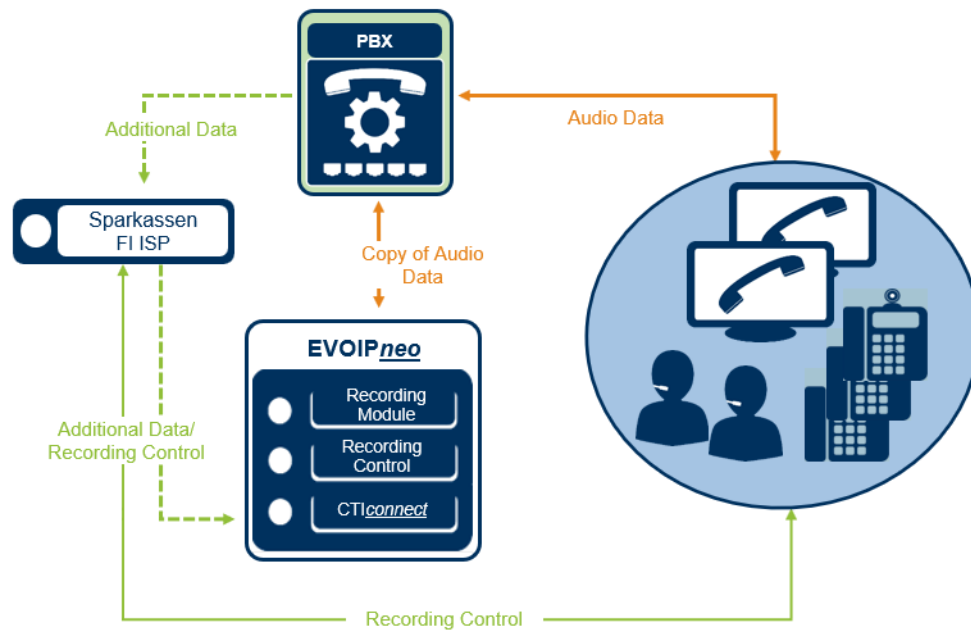 PBX
Audio Data
Additional Data
Sparkassen
FI ISP
Copy of Audio
Data
EVOIPneo
Recording
Module
Additional Data/
Recording Control
Recording
Control
CTIconnect
Recording Control